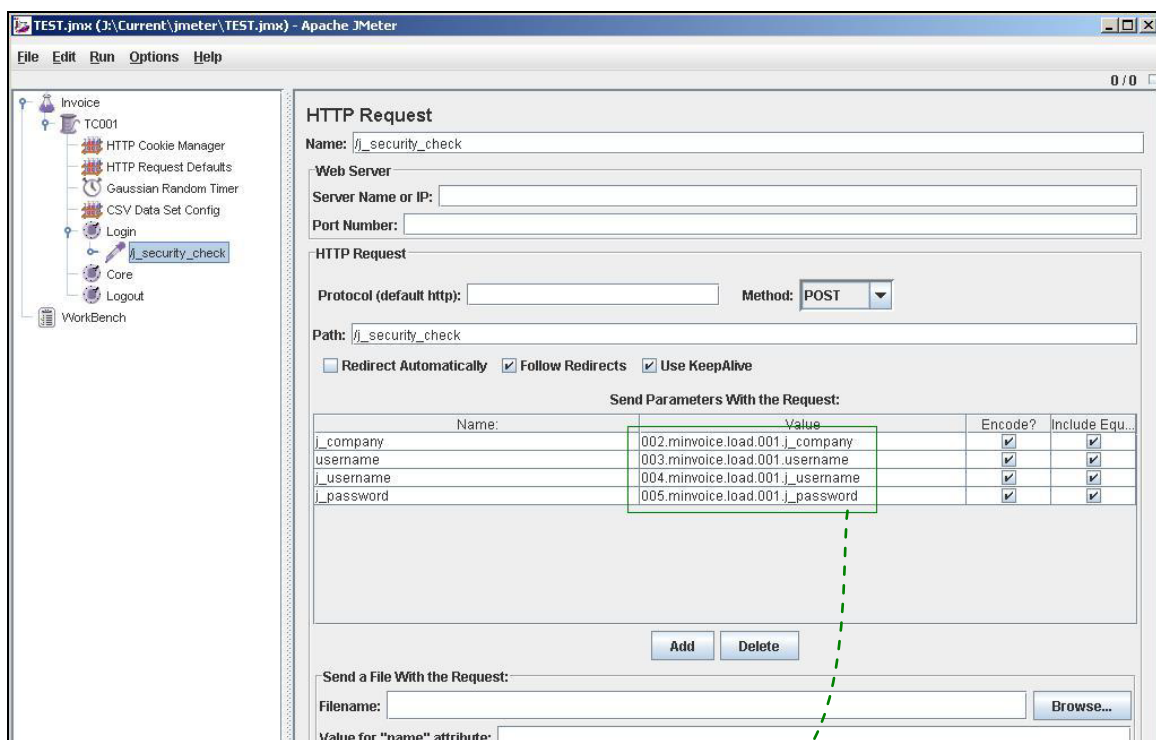 TEST.jmx (J:\Current\jmeter\TEST.jmx) - Apache JMeter
File Edit Run Options Help
0 / 0
Invoice
TC001
HTTP Cookie Manager
HTTP Request Defaults
Gaussian Random Timer
CSV Data Set Config
Login
/j_security_check
Core
Logout
WorkBench
HTTP Request
Name: /j_security_check
Web Server
Server Name or IP:
Port Number:
HTTP Request
Protocol (default http): Method: POST
Path: /j_security_check
Redirect Automatically Follow Redirects Use KeepAlive
Send Parameters With the Request:
Name: Value Encode? Include Equ...
j_company 002.minvoice.load.001.j_company
username 003.minvoice.load.001.username
j_username 004.minvoice.load.001.j_username
j_password 005.minvoice.load.001.j_password
Add Delete
Send a File With the Request:
Filename: Browse...
Value for "name" attribute: